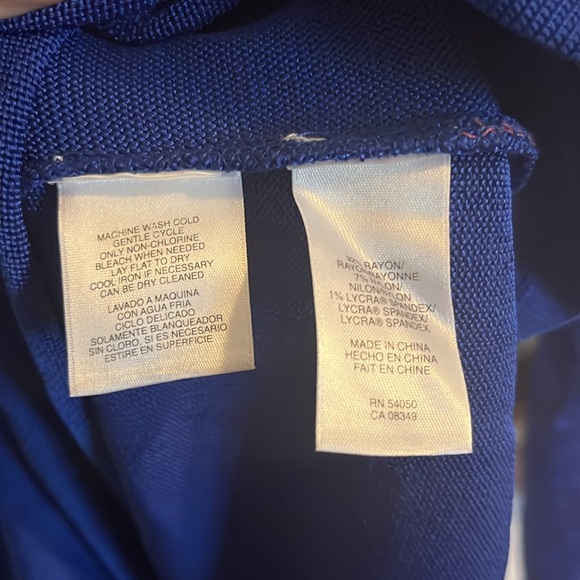 MACHINE WASH COLD
GENTLE CYCLE
ONLY NON-CHLORINE
BLEACH WHEN NEEDED
LAY FLAT TO DRY
COOL IRON IF NECESSARY
CAN BE DRY CLEANED
LAVADO A MAQUINA
CON AGUA FRIA
CICLO DELICADO
SOLAMENTE BLANQUEADOR
SIN CLORO, SI ES NECESARIO
ESTIRE EN SUPERFICIE
92% RAYON/
RAYON/RAYONNE
7% NYLON/
NILON/NYLON
1% LYCRA® SPANDEX/
LYCRA® SPANDEX/
LYCRA® SPANDEX
MADE IN CHINA
HECHO EN CHINA
FAIT EN CHINE
RN 54050
CA 08349